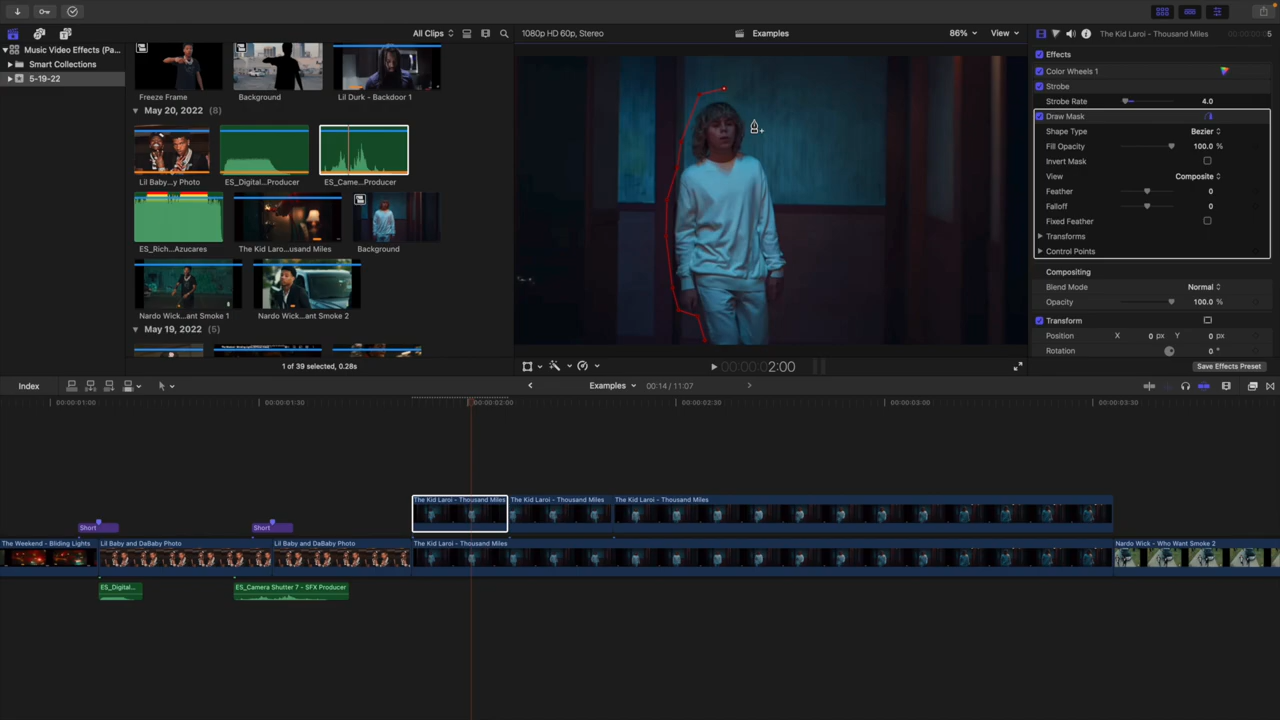 All Clips
1080p HD 60p, Stereo
Examples
86%
View
The Kid Laroi - Thousand Miles
5
Music Video Effects (Pa...
Smart Collections
5-19-22
Freeze Frame
Background
Lil Durk - Backdoor 1
May 20, 2022 (8)
Lil Baby...y Photo
ES_Digital...Producer
ES_Came...Producer
ES_Rich...Azucares
The Kid Laroi...usand Miles
Background
Nardo Wick...ant Smoke 1
Nardo Wick...ant Smoke 2
May 19, 2022 (5)
1 of 39 selected, 0.28s
2:00
Effects
Color Wheels 1
Strobe
Strobe Rate 4.0
Draw Mask
Shape Type Bezier
Fill Opacity 100.0 %
Invert Mask
View Composite
Feather 0
Falloff 0
Fixed Feather
Transforms
Control Points
Compositing
Blend Mode Normal
Opacity 100.0 %
Transform
Position X 0 px Y 0 px
Rotation 0 °
Save Effects Preset
Index
Examples
00:14 / 11:07
00:00:01:00
00:00:01:30
00:00:02:00
00:00:02:30
00:00:03:00
00:00:03:30
The Kid Laroi - Thousand Miles
The Kid Laroi - Thousand Miles
The Kid Laroi - Thousand Miles
Short
Short
The Weekend - Bliding Lights
Lil Baby and DaBaby Photo
Lil Baby and DaBaby Photo
The Kid Laroi - Thousand Miles
Nardo Wick - Who Want Smoke 2
ES_Digital...
ES_Camera Shutter 7 - SFX Producer